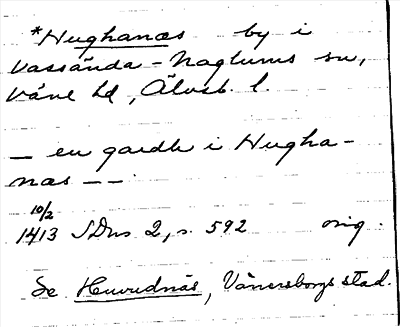 *Hughanæs by i
Vassända-Naglums sn,
Väne hd, Älvsb. l.
— en gardh i Hugha-
næs — —
10/2
1413 SDns 2, s. 592 orig.
Se Huvudnäs, Vänersborgs stad.